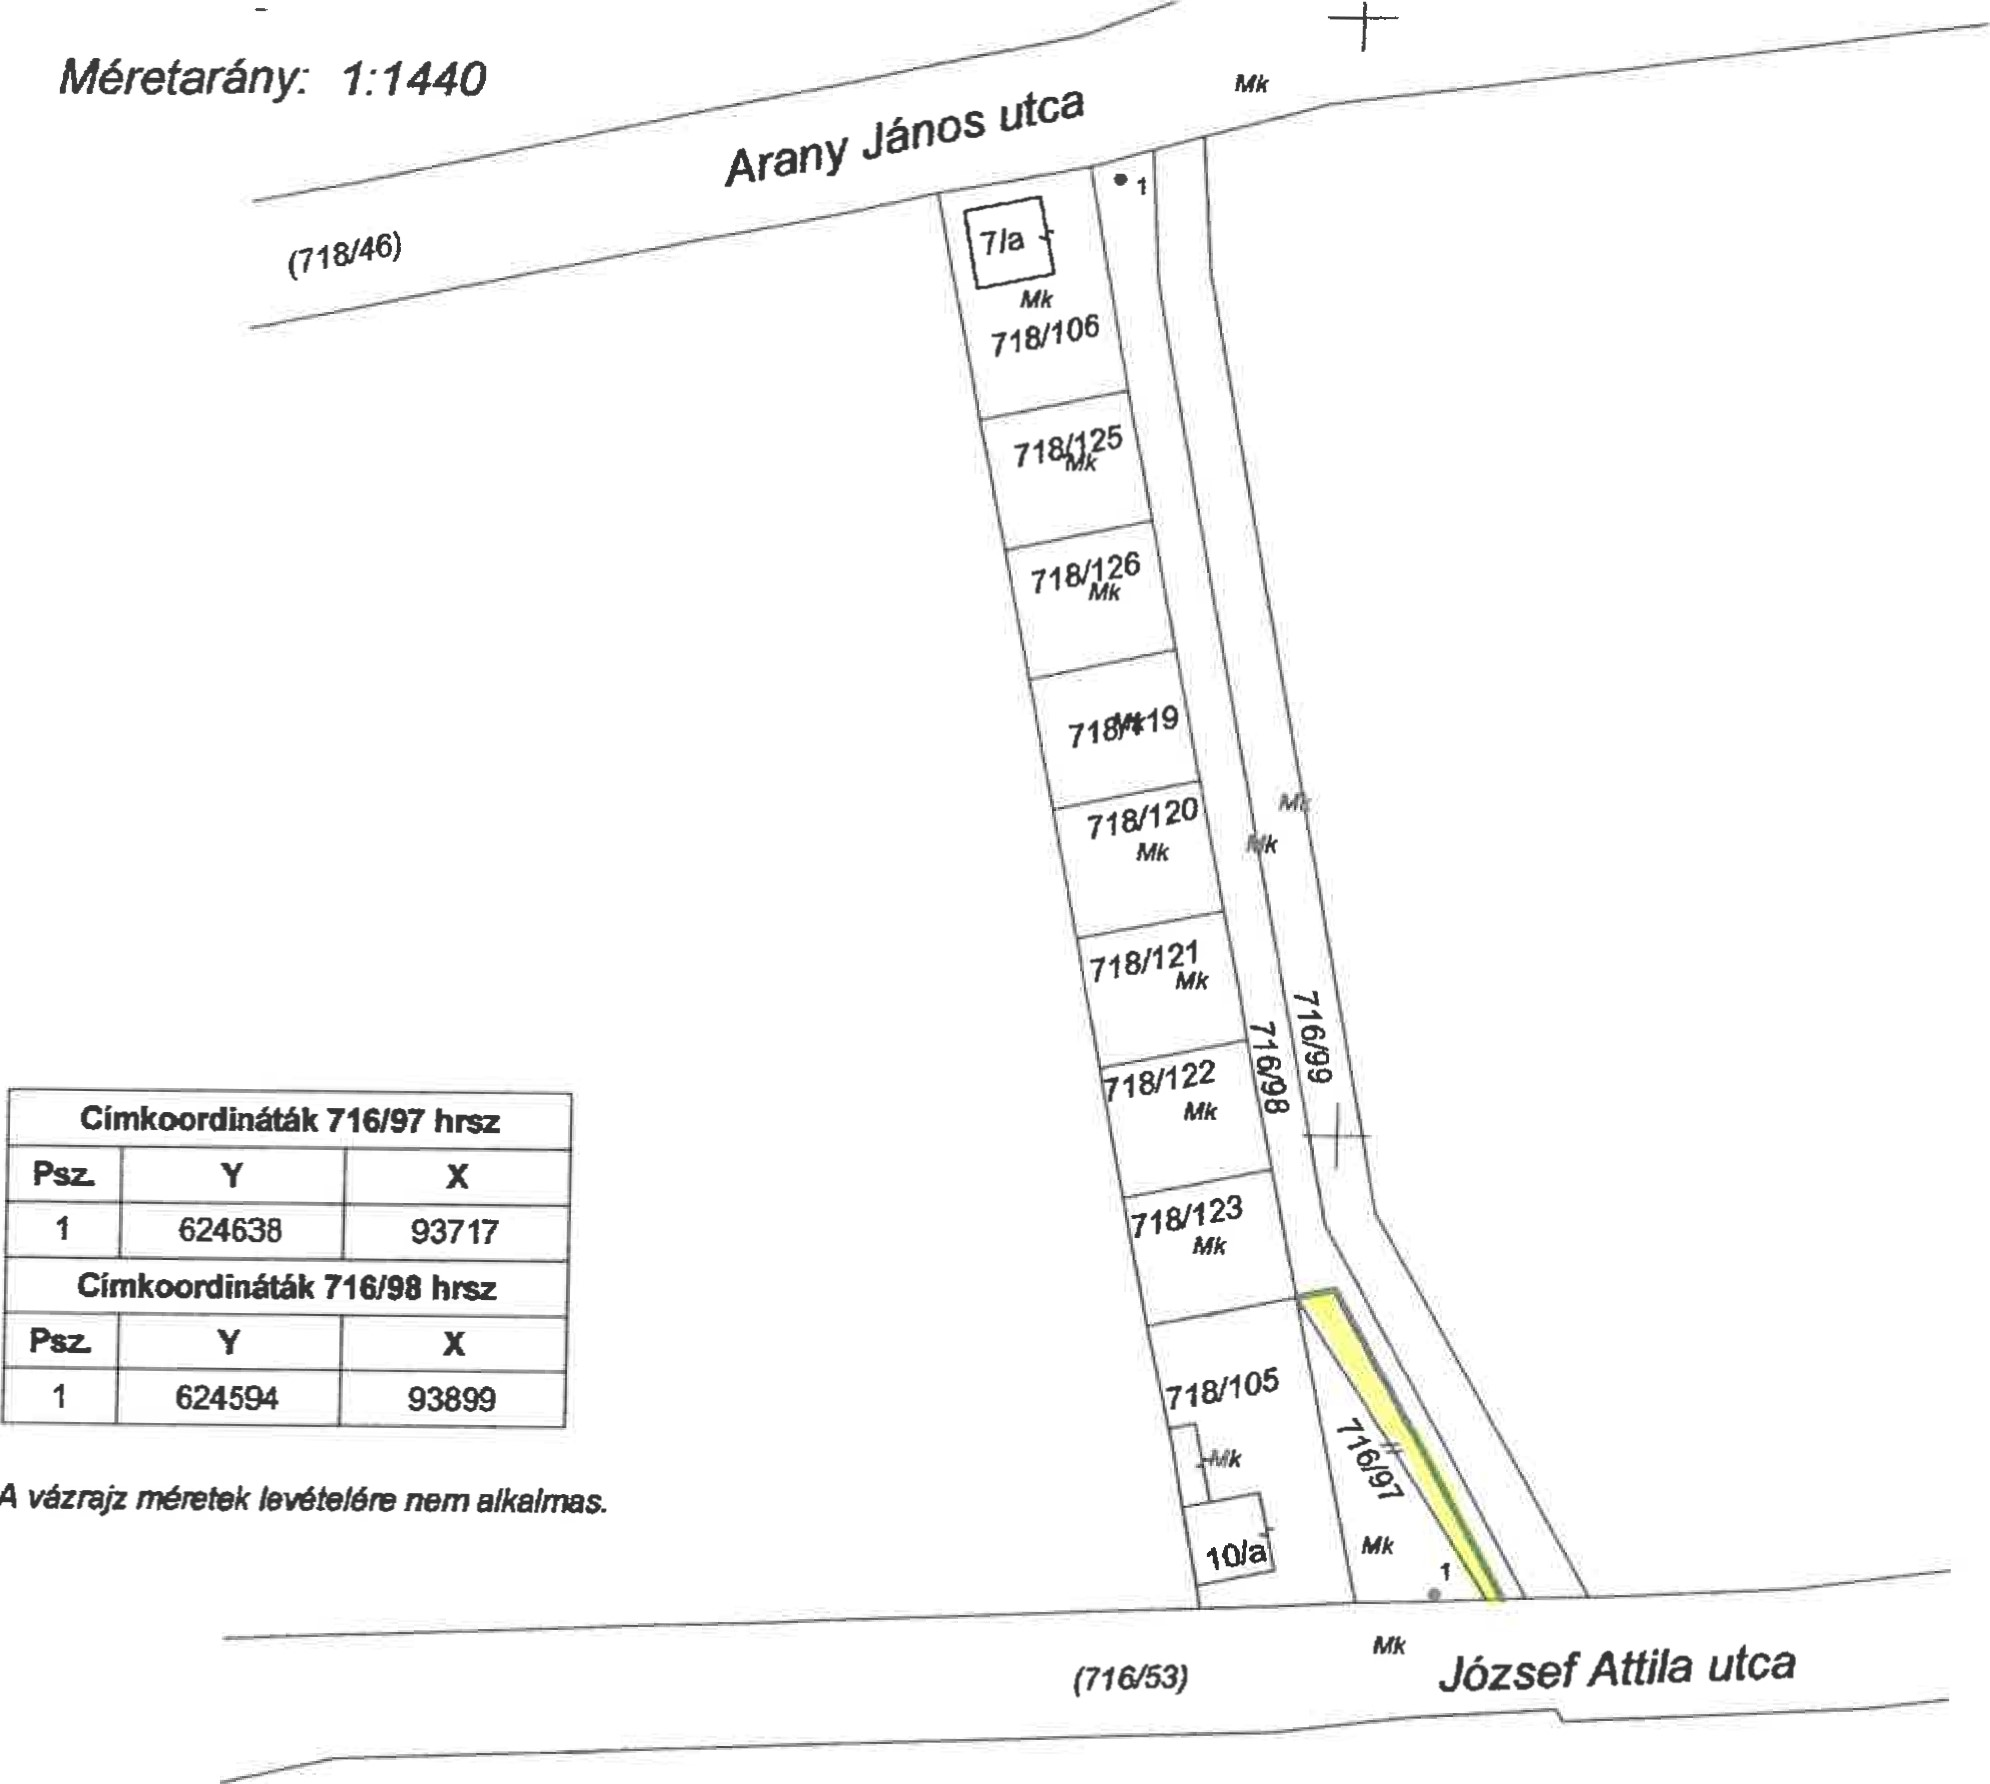 Méretarány: 1:1440
Mk
Arany János utca
1
7/a
(718/46)
Mk
718/106
718/125
Mk
718/126
Mk
718/119
Mk
Mk
718/120
Mk
Mk
718/121
Mk
716/99
716/98
718/122
Mk
Címkoordináták 716/97 hrsz
Psz. Y X
1 624638 93717
Címkoordináták 716/98 hrsz
Psz. Y X
1 624594 93899
718/123
Mk
718/105
716/97
Mk
A vázrajz méretek levételére nem alkalmas.
10/a
Mk
1
Mk
(716/53)
József Attila utca